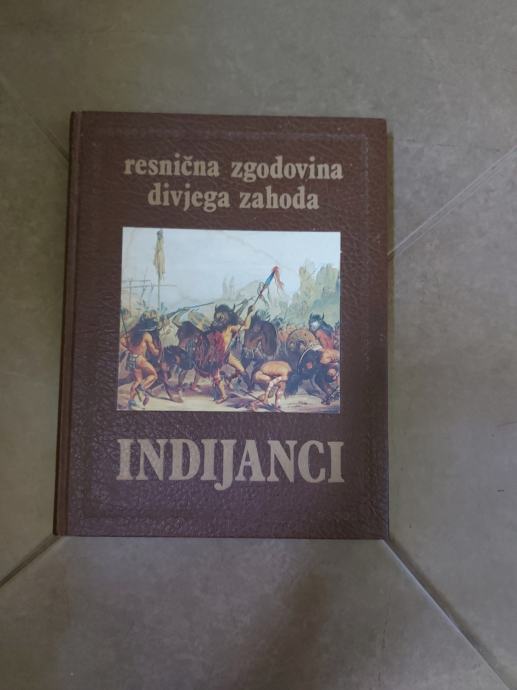 resnična zgodovina
divjega zahoda
INDIJANCI